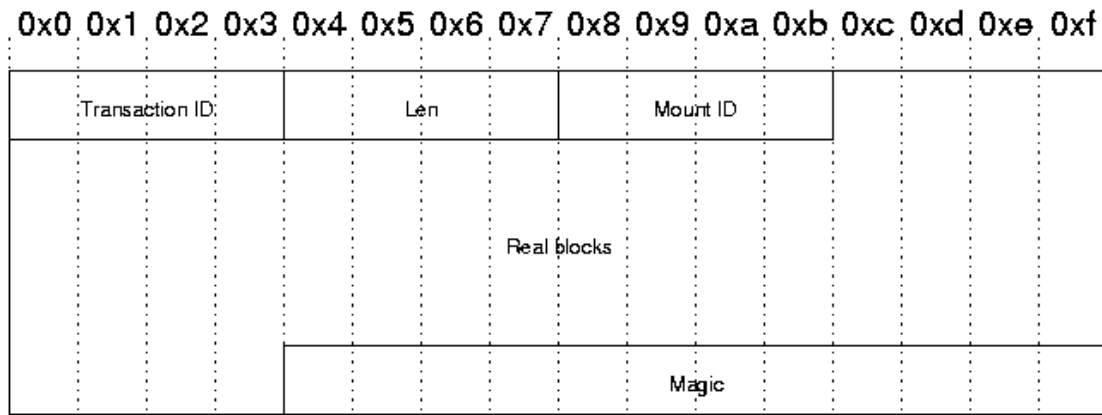 0x0 0x1 0x2 0x3 0x4 0x5 0x6 0x7 0x8 0x9 0xa 0xb 0xc 0xd 0xe 0xf
Transaction ID Len Mount ID
Real blocks
Magic